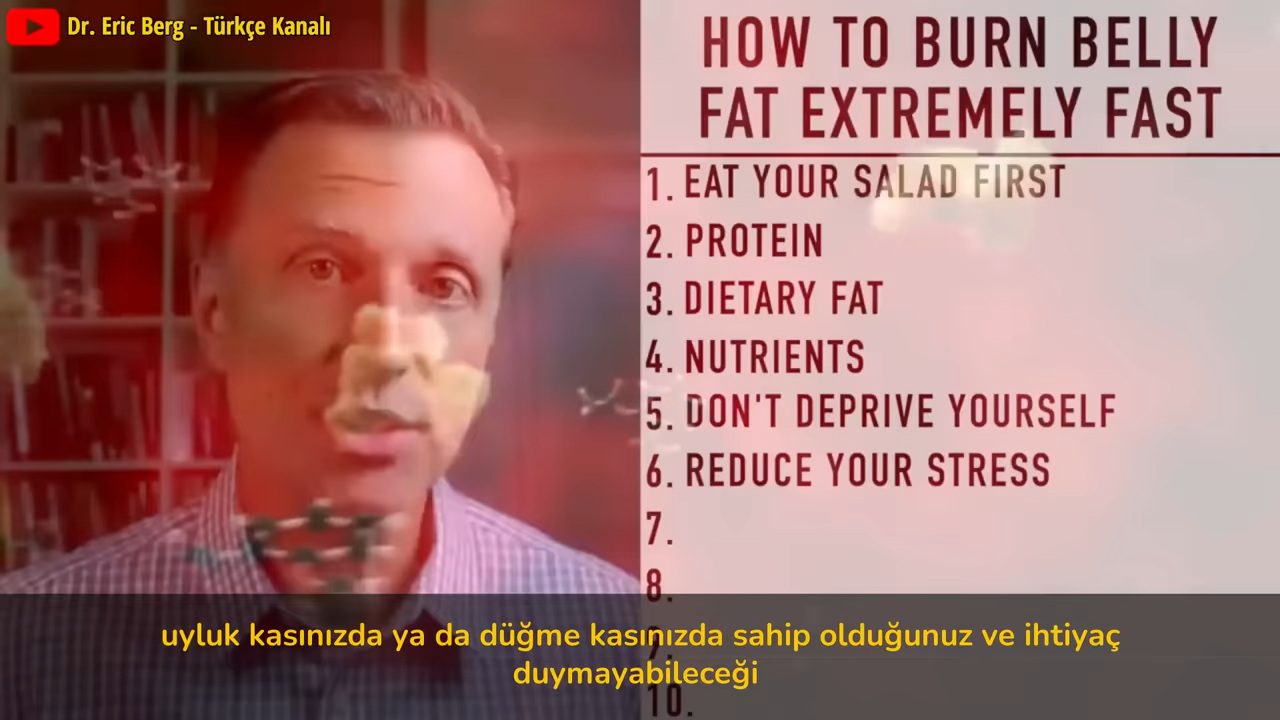 Dr. Eric Berg - Türkçe Kanalı
HOW TO BURN BELLY
FAT EXTREMELY FAST
1. EAT YOUR SALAD FIRST
2. PROTEIN
3. DIETARY FAT
4. NUTRIENTS
5. DON'T DEPRIVE YOURSELF
6. REDUCE YOUR STRESS
7.
8.
9.
10.
uyluk kasınızda ya da düğme kasınızda sahip olduğunuz ve ihtiyaç
duymayabileceği